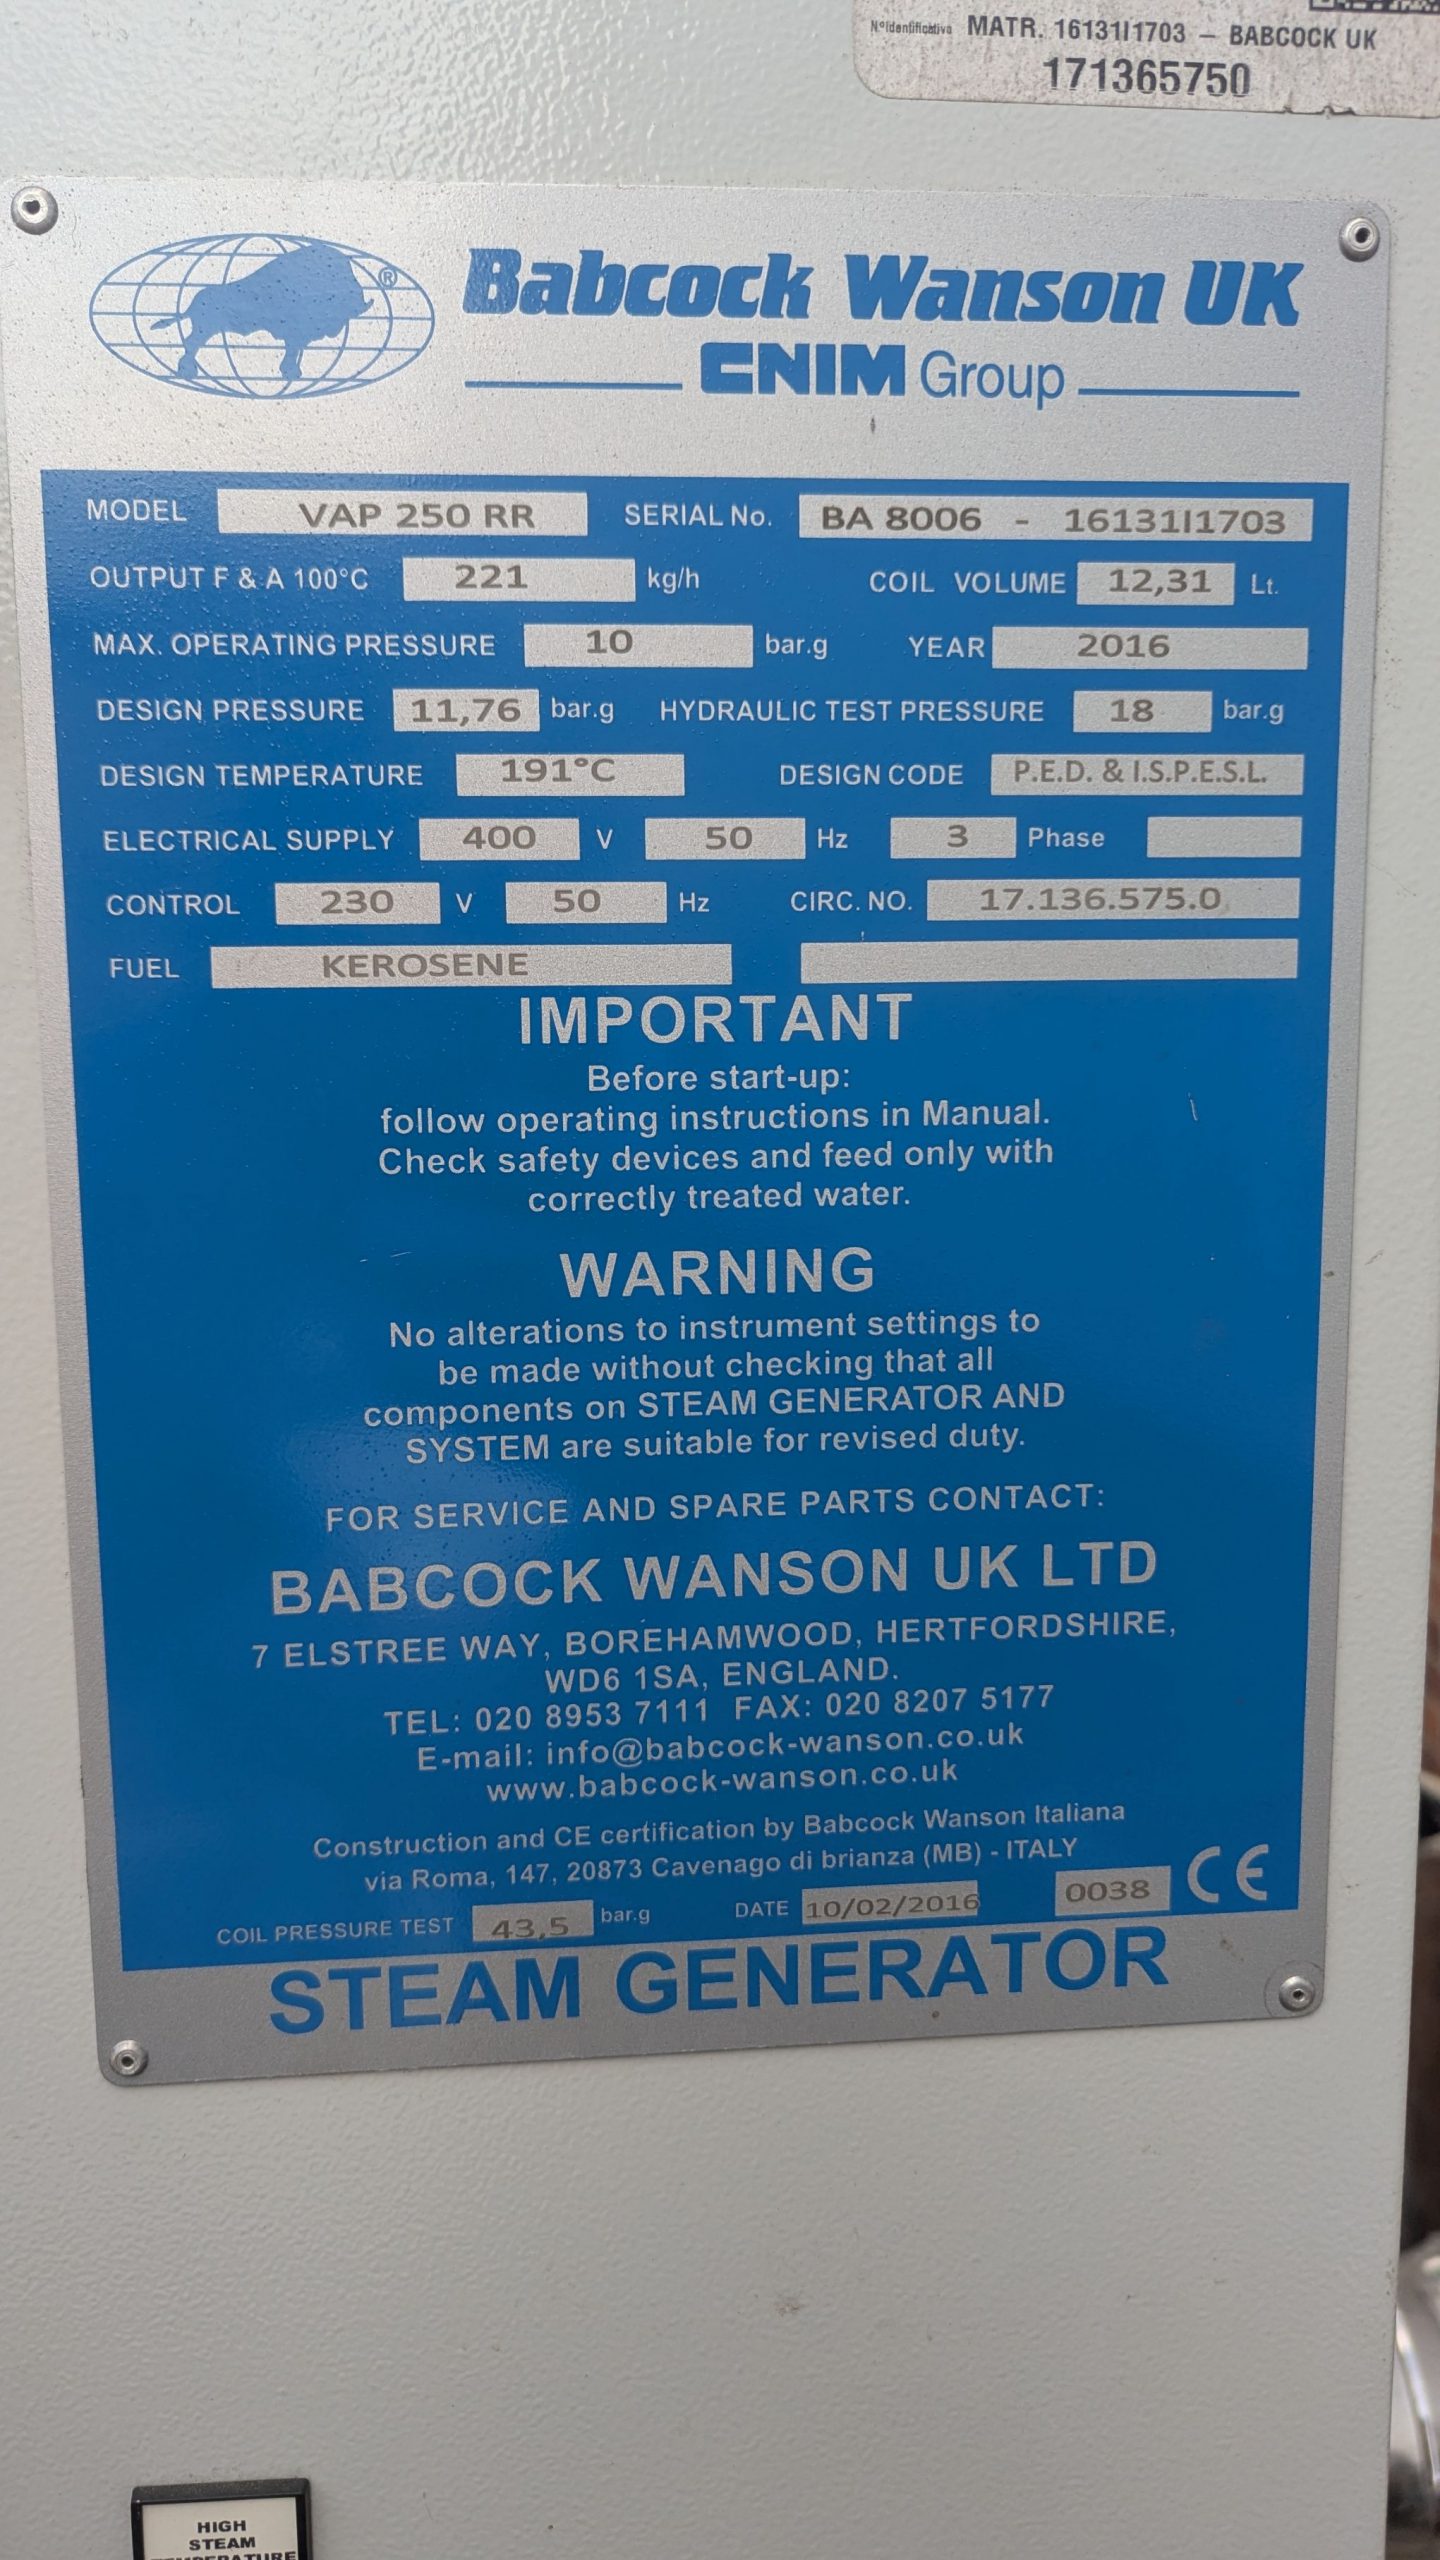 N°identificativo MATR. 16131I1703 – BABCOCK UK
171365750
®
Babcock Wanson UK
CNIM Group
MODEL VAP 250 RR SERIAL No. BA 8006 - 16131I1703
OUTPUT F & A 100°C 221 kg/h COIL VOLUME 12,31 Lt.
MAX. OPERATING PRESSURE 10 bar.g YEAR 2016
DESIGN PRESSURE 11,76 bar.g HYDRAULIC TEST PRESSURE 18 bar.g
DESIGN TEMPERATURE 191°C DESIGN CODE P.E.D. & I.S.P.E.S.L.
ELECTRICAL SUPPLY 400 V 50 Hz 3 Phase
CONTROL 230 V 50 Hz CIRC. NO. 17.136.575.0
FUEL KEROSENE
IMPORTANT
Before start-up:
follow operating instructions in Manual.
Check safety devices and feed only with
correctly treated water.
WARNING
No alterations to instrument settings to
be made without checking that all
components on STEAM GENERATOR AND
SYSTEM are suitable for revised duty.
FOR SERVICE AND SPARE PARTS CONTACT:
BABCOCK WANSON UK LTD
7 ELSTREE WAY, BOREHAMWOOD, HERTFORDSHIRE,
WD6 1SA, ENGLAND.
TEL: 020 8953 7111 FAX: 020 8207 5177
E-mail: info@babcock-wanson.co.uk
www.babcock-wanson.co.uk
Construction and CE certification by Babcock Wanson Italiana
via Roma, 147, 20873 Cavenago di brianza (MB) - ITALY
COIL PRESSURE TEST 43,5 bar.g DATE 10/02/2016 0038 CE
STEAM GENERATOR
HIGH
STEAM
TEMPERATURE